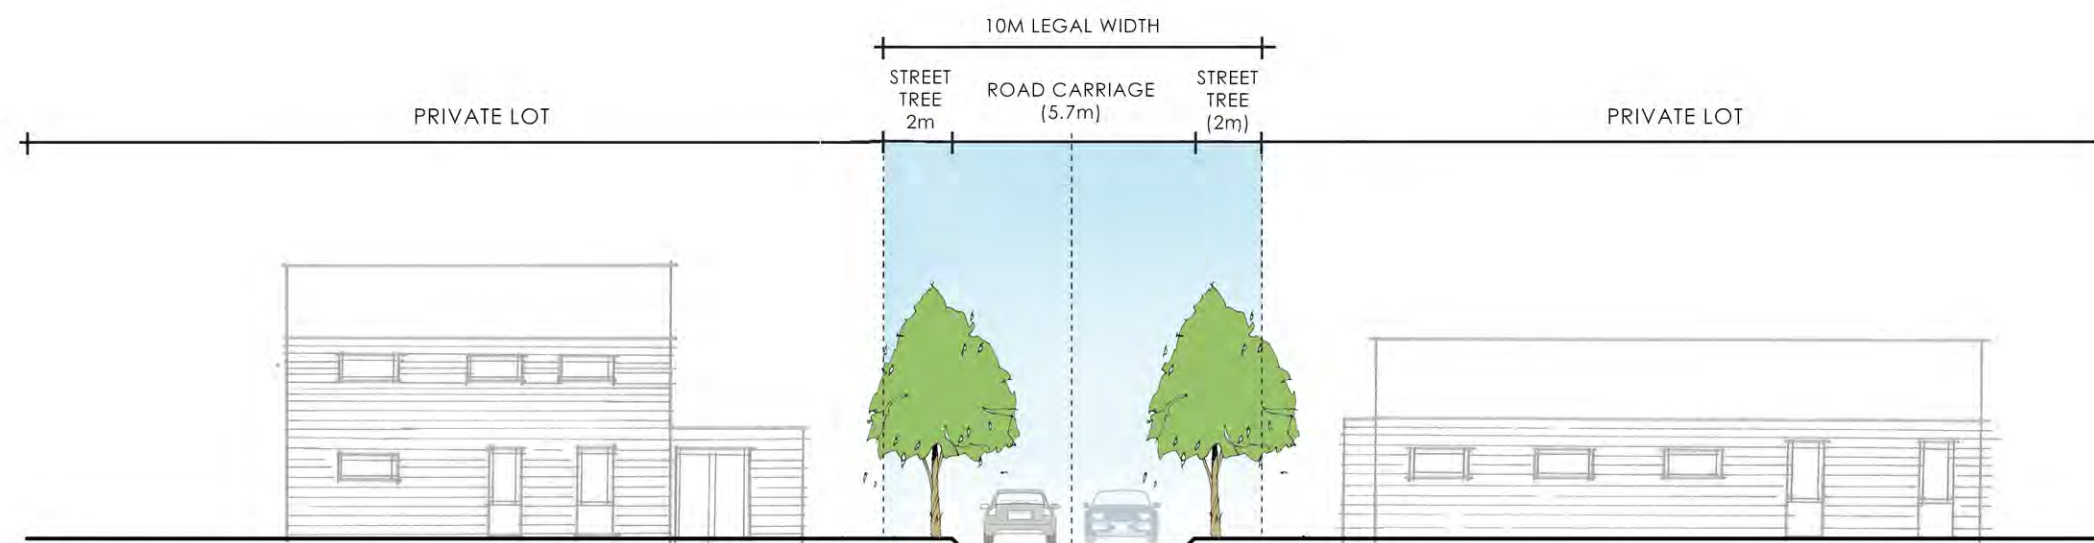 10M LEGAL WIDTH
STREET
TREE
2m
ROAD CARRIAGE
(5.7m)
STREET
TREE
(2m)
PRIVATE LOT
PRIVATE LOT